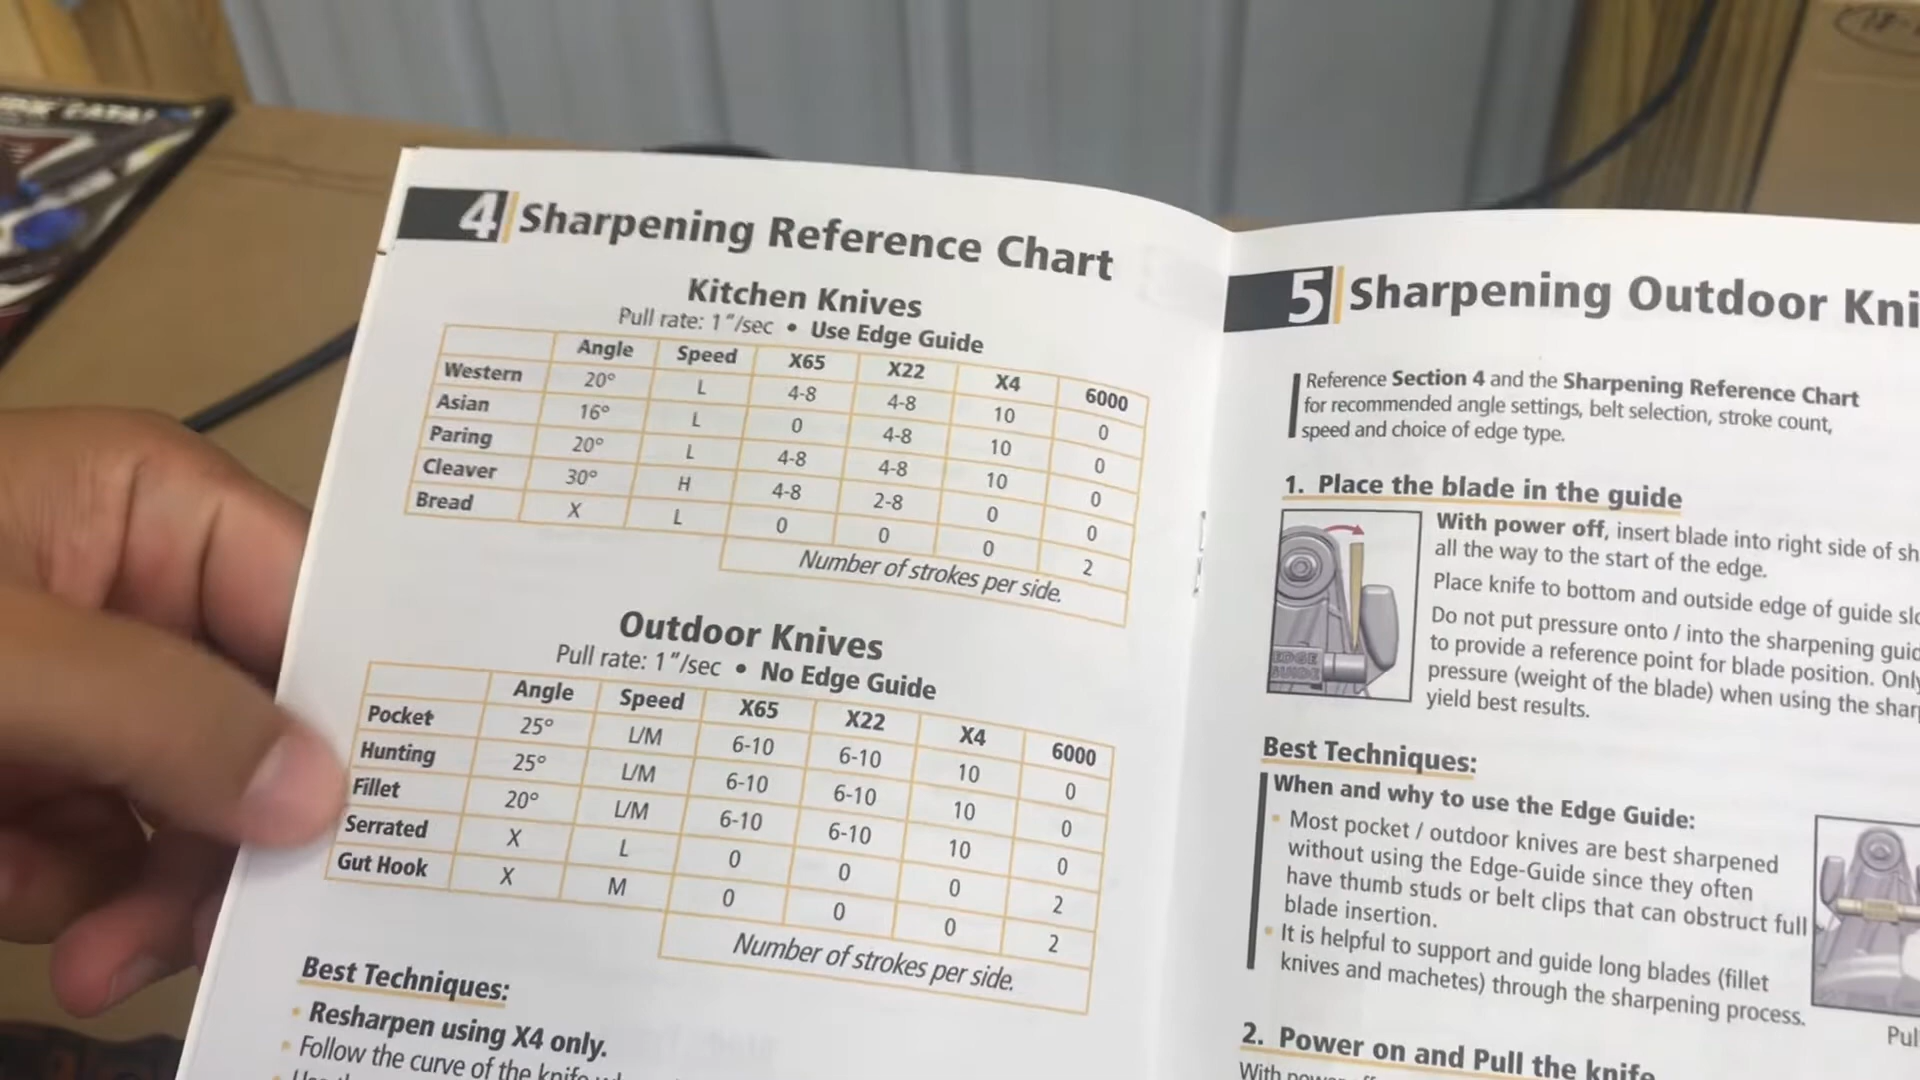 4 Sharpening Reference Chart
Kitchen Knives
Pull rate: 1"/sec • Use Edge Guide
Angle Speed X65 X22 X4 6000
Western 20° L 4-8 4-8 10 0
Asian 16° L 0 4-8 10 0
Paring 20° L 4-8 4-8 10 0
Cleaver 30° H 4-8 2-8 0 0
Bread X L 0 0 0 2
Number of strokes per side.
Outdoor Knives
Pull rate: 1"/sec • No Edge Guide
Angle Speed X65 X22 X4 6000
Pocket 25° L/M 6-10 6-10 10 0
Hunting 25° L/M 6-10 6-10 10 0
Fillet 20° L/M 6-10 6-10 10 0
Serrated X L 0 0 0 2
Gut Hook X M 0 0 0 2
Number of strokes per side.
Best Techniques:
• Resharpen using X4 only.
• Follow the curve of the knife
5 Sharpening Outdoor Kni
Reference Section 4 and the Sharpening Reference Chart
for recommended angle settings, belt selection, stroke count,
speed and choice of edge type.
1. Place the blade in the guide
With power off, insert blade into right side of sh
all the way to the start of the edge.
Place knife to bottom and outside edge of guide slo
Do not put pressure onto / into the sharpening guid
to provide a reference point for blade position. Only
pressure (weight of the blade) when using the sharp
yield best results.
EDGE
GUIDE
Best Techniques:
When and why to use the Edge Guide:
• Most pocket / outdoor knives are best sharpened
without using the Edge-Guide since they often
have thumb studs or belt clips that can obstruct full
blade insertion.
• It is helpful to support and guide long blades (fillet
knives and machetes) through the sharpening process.
Pul
2. Power on and Pull the knife
With power